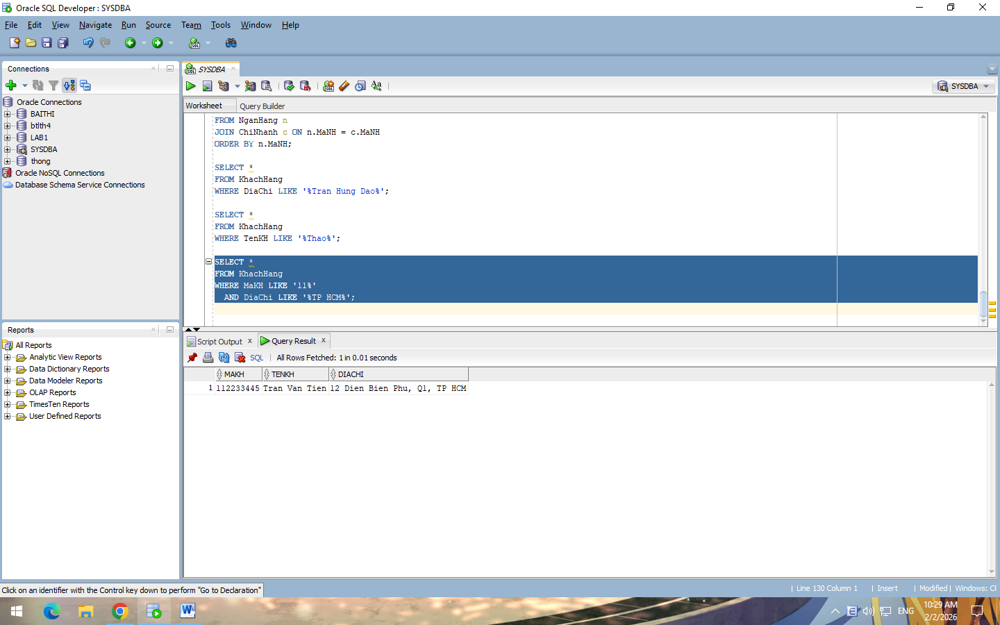 Oracle SQL Developer : SYSDBA
File Edit View Navigate Run Source Team Tools Window Help
Connections
Oracle Connections
BAITHI
btlth4
LAB1
SYSDBA
thong
Oracle NoSQL Connections
Database Schema Service Connections
Reports
All Reports
Analytic View Reports
Data Dictionary Reports
Data Modeler Reports
OLAP Reports
TimesTen Reports
User Defined Reports
SYSDBA
SYSDBA
Worksheet Query Builder
FROM NganHang n
JOIN ChiNhanh c ON n.MaNH = c.MaNH
ORDER BY n.MaNH;
SELECT *
FROM KhachHang
WHERE DiaChi LIKE '%Tran Hung Dao%';
SELECT *
FROM KhachHang
WHERE TenKH LIKE '%Thao%';
SELECT *
FROM KhachHang
WHERE MaKH LIKE '11%'
AND DiaChi LIKE '%TP HCM%';
Script Output x Query Result x
SQL | All Rows Fetched: 1 in 0.01 seconds
MAKH TENKH DIACHI
1 112233445 Tran Van Tien 12 Dien Bien Phu, Q1, TP HCM
Click on an identifier with the Control key down to perform "Go to Declaration"
| Line 130 Column 1 | Insert | Modified | Windows: CF
ENG
10:29 AM
2/2/2026